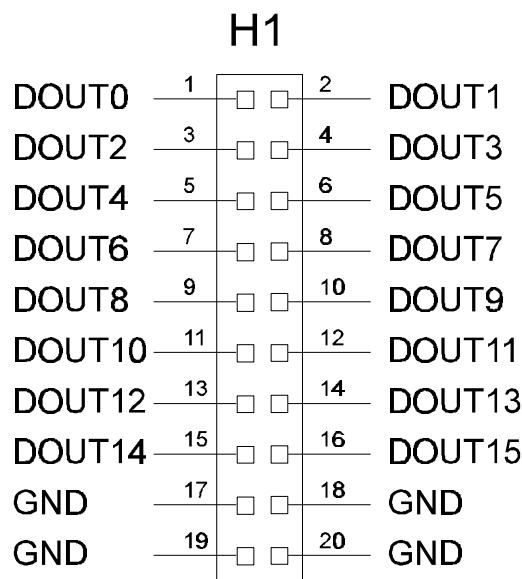 H1
DOUT0 1 2 DOUT1
DOUT2 3 4 DOUT3
DOUT4 5 6 DOUT5
DOUT6 7 8 DOUT7
DOUT8 9 10 DOUT9
DOUT10 11 12 DOUT11
DOUT12 13 14 DOUT13
DOUT14 15 16 DOUT15
GND 17 18 GND
GND 19 20 GND